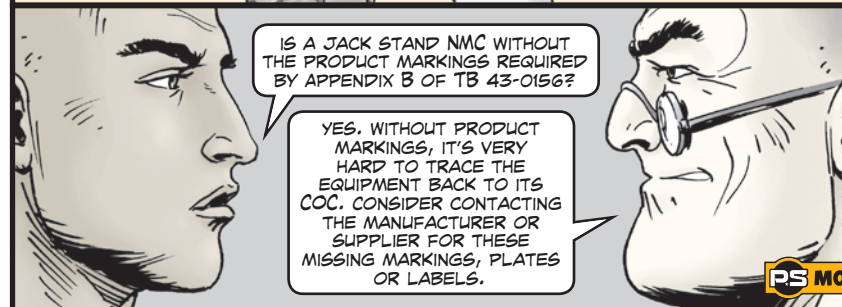 IS A JACK STAND NMC WITHOUT
THE PRODUCT MARKINGS REQUIRED
BY APPENDIX B OF TB 43-0156?
YES. WITHOUT PRODUCT
MARKINGS, IT'S VERY
HARD TO TRACE THE
EQUIPMENT BACK TO ITS
COC. CONSIDER CONTACTING
THE MANUFACTURER OR
SUPPLIER FOR THESE
MISSING MARKINGS, PLATES
OR LABELS.
PS MO